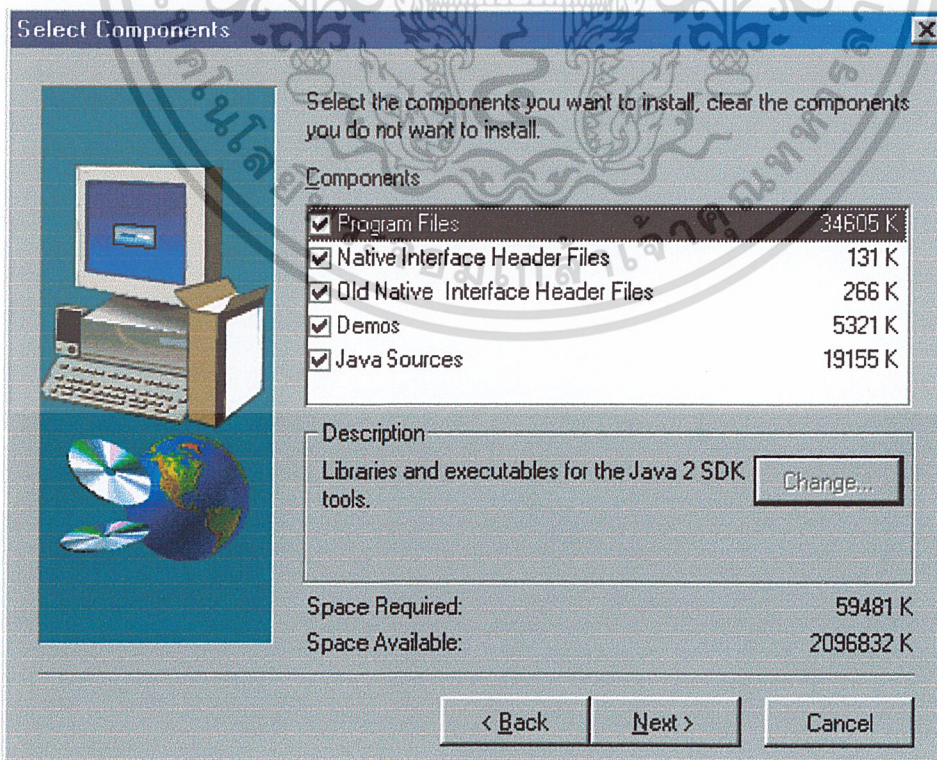 Select Components
Select the components you want to install, clear the components
you do not want to install.
Components
Program Files 34605 K
Native Interface Header Files 131 K
Old Native Interface Header Files 266 K
Demos 5321 K
Java Sources 19155 K
Description
Libraries and executables for the Java 2 SDK
tools.
Change...
Space Required: 59481 K
Space Available: 2096832 K
< Back
Next >
Cancel